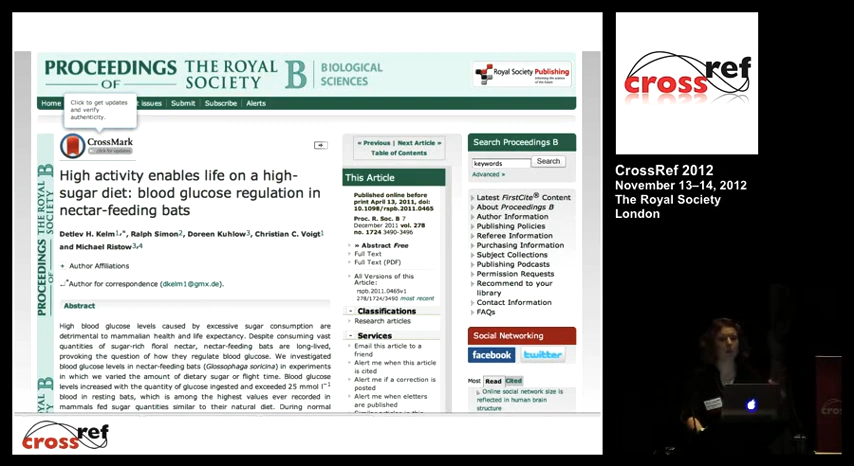 PROCEEDINGS
OF
THE ROYAL
SOCIETY
B
BIOLOGICAL
SCIENCES
Royal Society Publishing
Home
issues
Submit
Subscribe
Alerts
Click to get updates
and verify
authenticity.
CrossMark
High activity enables life on a high-
sugar diet: blood glucose regulation in
nectar-feeding bats
Detlev H. Kelm1,*, Ralph Simon2, Doreen Kuhlow3, Christian C. Voigt1
and Michael Ristow3,4
+ Author Affiliations
*Author for correspondence (dkelm1@gmx.de).
Abstract
High blood glucose levels caused by excessive sugar consumption are
detrimental to mammalian health and life expectancy. Despite consuming vast
quantities of sugar-rich floral nectar, nectar-feeding bats are long-lived,
provoking the question of how they regulate blood glucose. We investigated
blood glucose levels in nectar-feeding bats (Glossophaga soricina) in experiments
in which we varied the amount of dietary sugar or flight time. Blood glucose
levels increased with the quantity of glucose ingested and exceeded 25 mmol l−1
blood in resting bats, which is among the highest values ever recorded in
mammals fed sugar quantities similar to their natural diet. During normal
PROCEEDINGS OF THE ROYAL SOCIETY B
« Previous | Next Article »
Table of Contents
This Article
Published online before
print April 13, 2011, doi:
10.1098/rspb.2011.0465
Proc. R. Soc. B 7
December 2011 vol. 278
no. 1724 3490-3496
» Abstract Free
Full Text
Full Text (PDF)
All Versions of this
Article:
rspb.2011.0465v1
278/1724/3490 most recent
- Classifications
Research articles
- Services
Email this article to a
friend
Alert me when this article
is cited
Alert me if a correction is
posted
Alert me when eletters
are published
Similar articles in this
Search Proceedings B
keywords
Search
Advanced »
Latest FirstCite® Content
About Proceedings B
Author Information
Publishing Policies
Referee Information
Purchasing Information
Subject Collections
Publishing Podcasts
Permission Requests
Recommend to your
library
Contact Information
FAQs
Social Networking
facebook
twitter
Most Read Cited
Online social network size is
reflected in human brain
structure
crossref
crossref
CrossRef 2012
November 13–14, 2012
The Royal Society
London